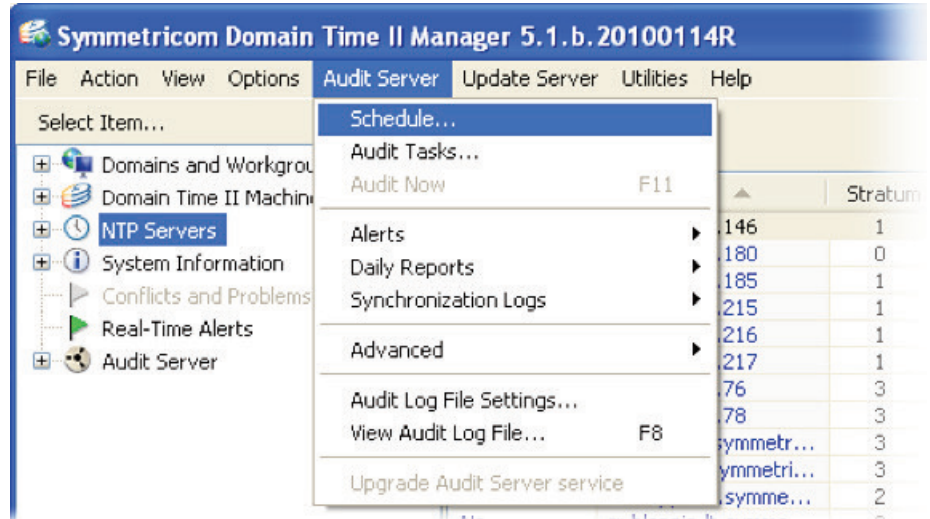 Symmetricom Domain Time II Manager 5.1.b.20100114R
File Action View Options Audit Server Update Server Utilities Help
Select Item...
Domains and
Domain Time II
NTP Servers
System Information
Conflicts and Problems
Real-Time Alerts
Audit Server
Schedule...
Audit Tasks...
Audit Now F11
Alerts
Daily Reports
Synchronization Logs
Advanced
Audit Log File Settings...
View Audit Log File... F8
Upgrade Audit Server service
Stratum
.146 1
.180 0
.185 1
.215 1
.216 1
.217 1
.76 3
.78 3
symmetr... 3
ymmetri... 3
.symme... 2